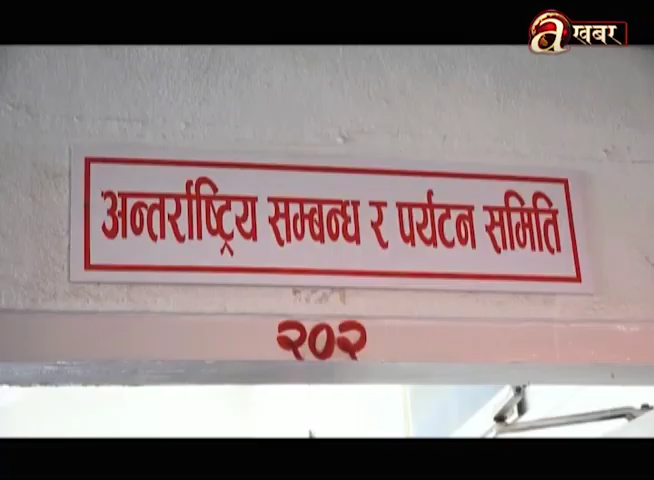 खबर
अन्तर्राष्ट्रिय सम्बन्ध र पर्यटन समिति
२०२